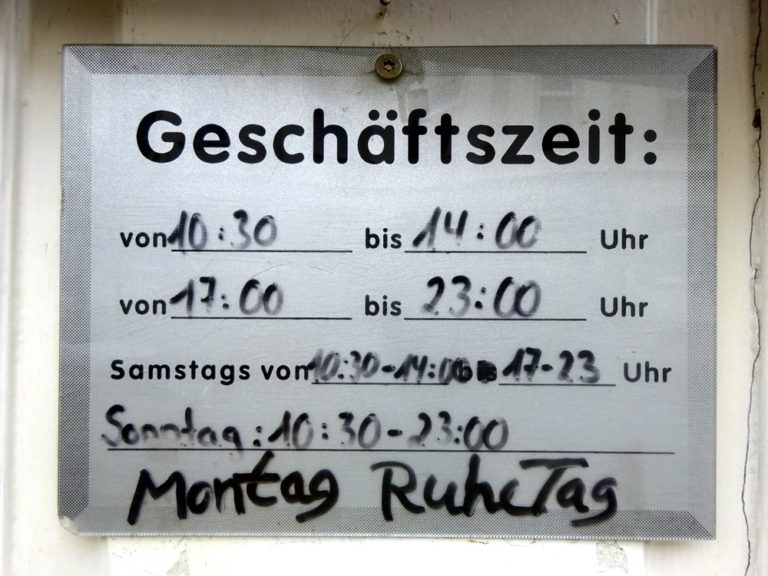 Geschäftszeit:
von 10:30 bis 14:00 Uhr
von 17:00 bis 23:00 Uhr
Samstags von 10:30-14:00 17-23 Uhr
Sonntag: 10:30-23:00
Montag RuheTag